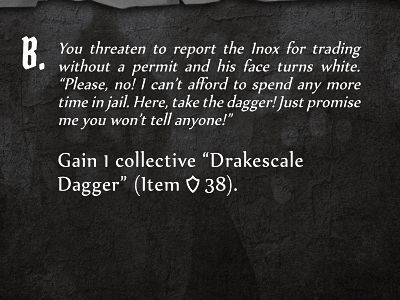 B.
You threaten to report the Inox for trading
without a permit and his face turns white.
“Please, no! I can’t afford to spend any more
time in jail. Here, take the dagger! Just promise
me you won’t tell anyone!”
Gain 1 collective “Drakescale
Dagger” (Item 38).